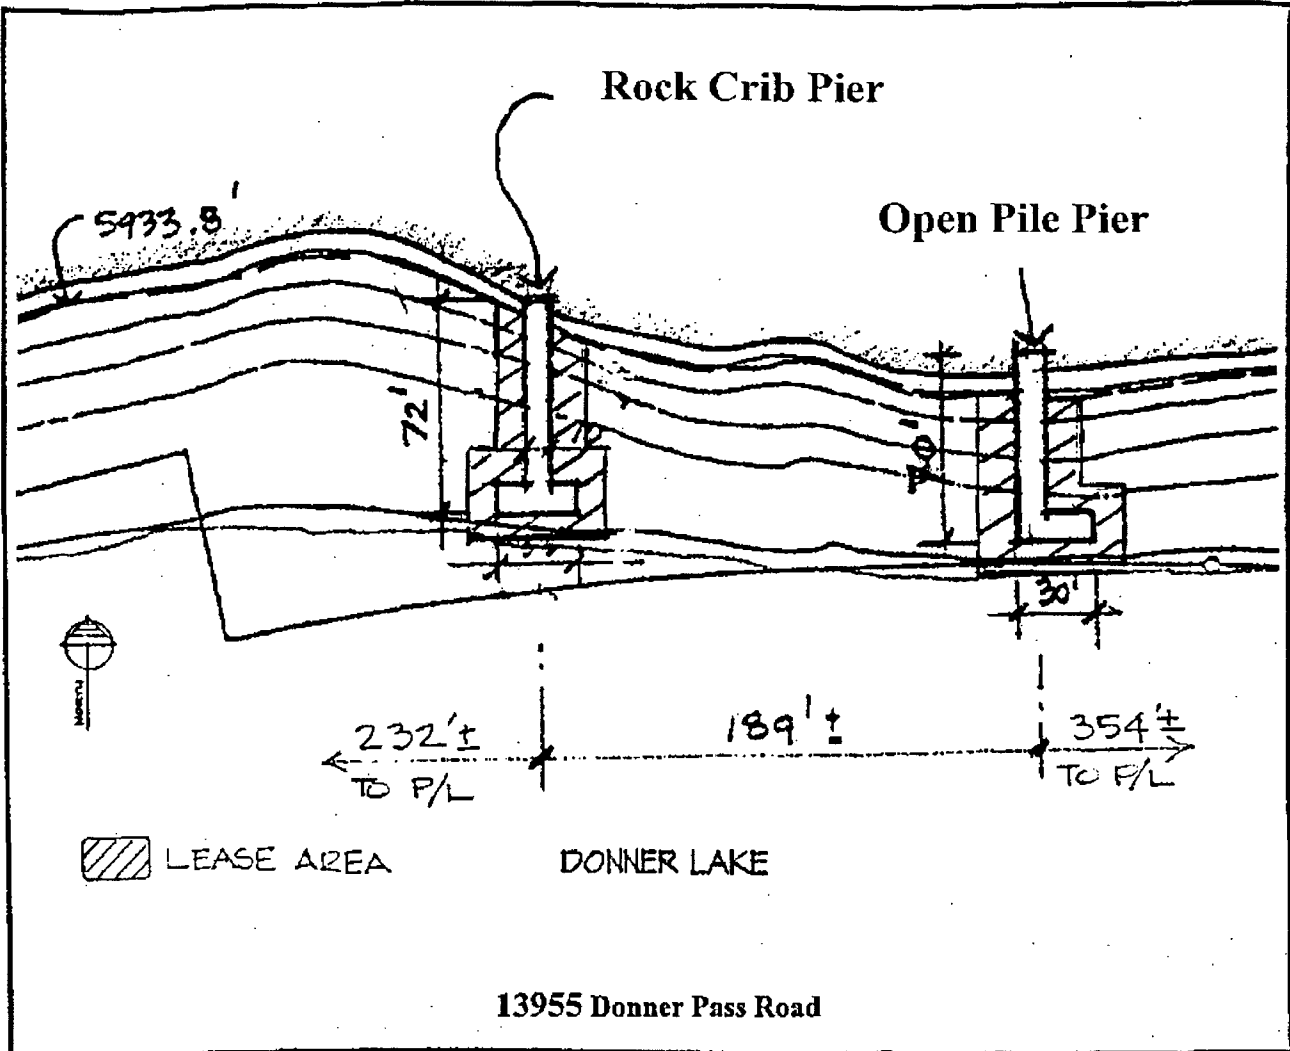 Rock Crib Pier
5933.8'
Open Pile Pier
72'
30'
NORTH
232'±
TO P/L
189'±
354'±
TO P/L
LEASE AREA
DONNER LAKE
13955 Donner Pass Road